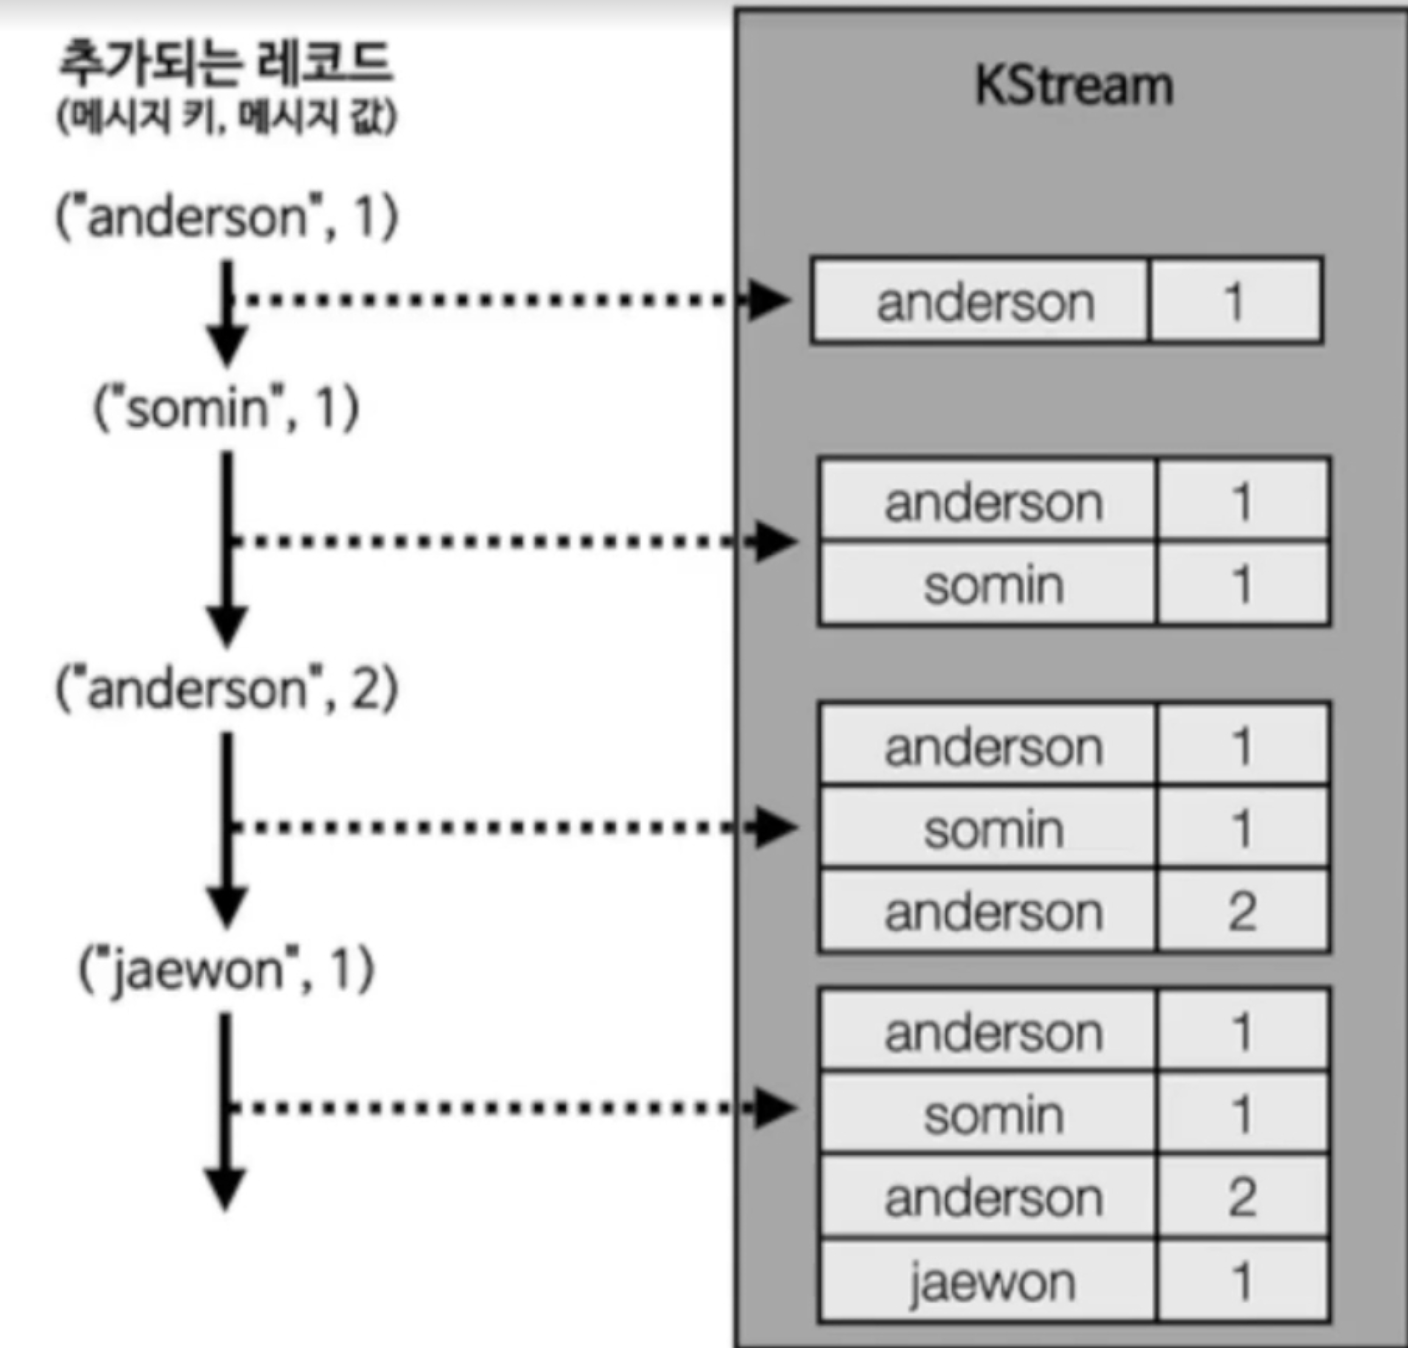 추가되는 레코드
(메시지 키, 메시지 값)
("anderson", 1)
("somin", 1)
("anderson", 2)
("jaewon", 1)
KStream
anderson 1
anderson 1
somin 1
anderson 1
somin 1
anderson 2
anderson 1
somin 1
anderson 2
jaewon 1